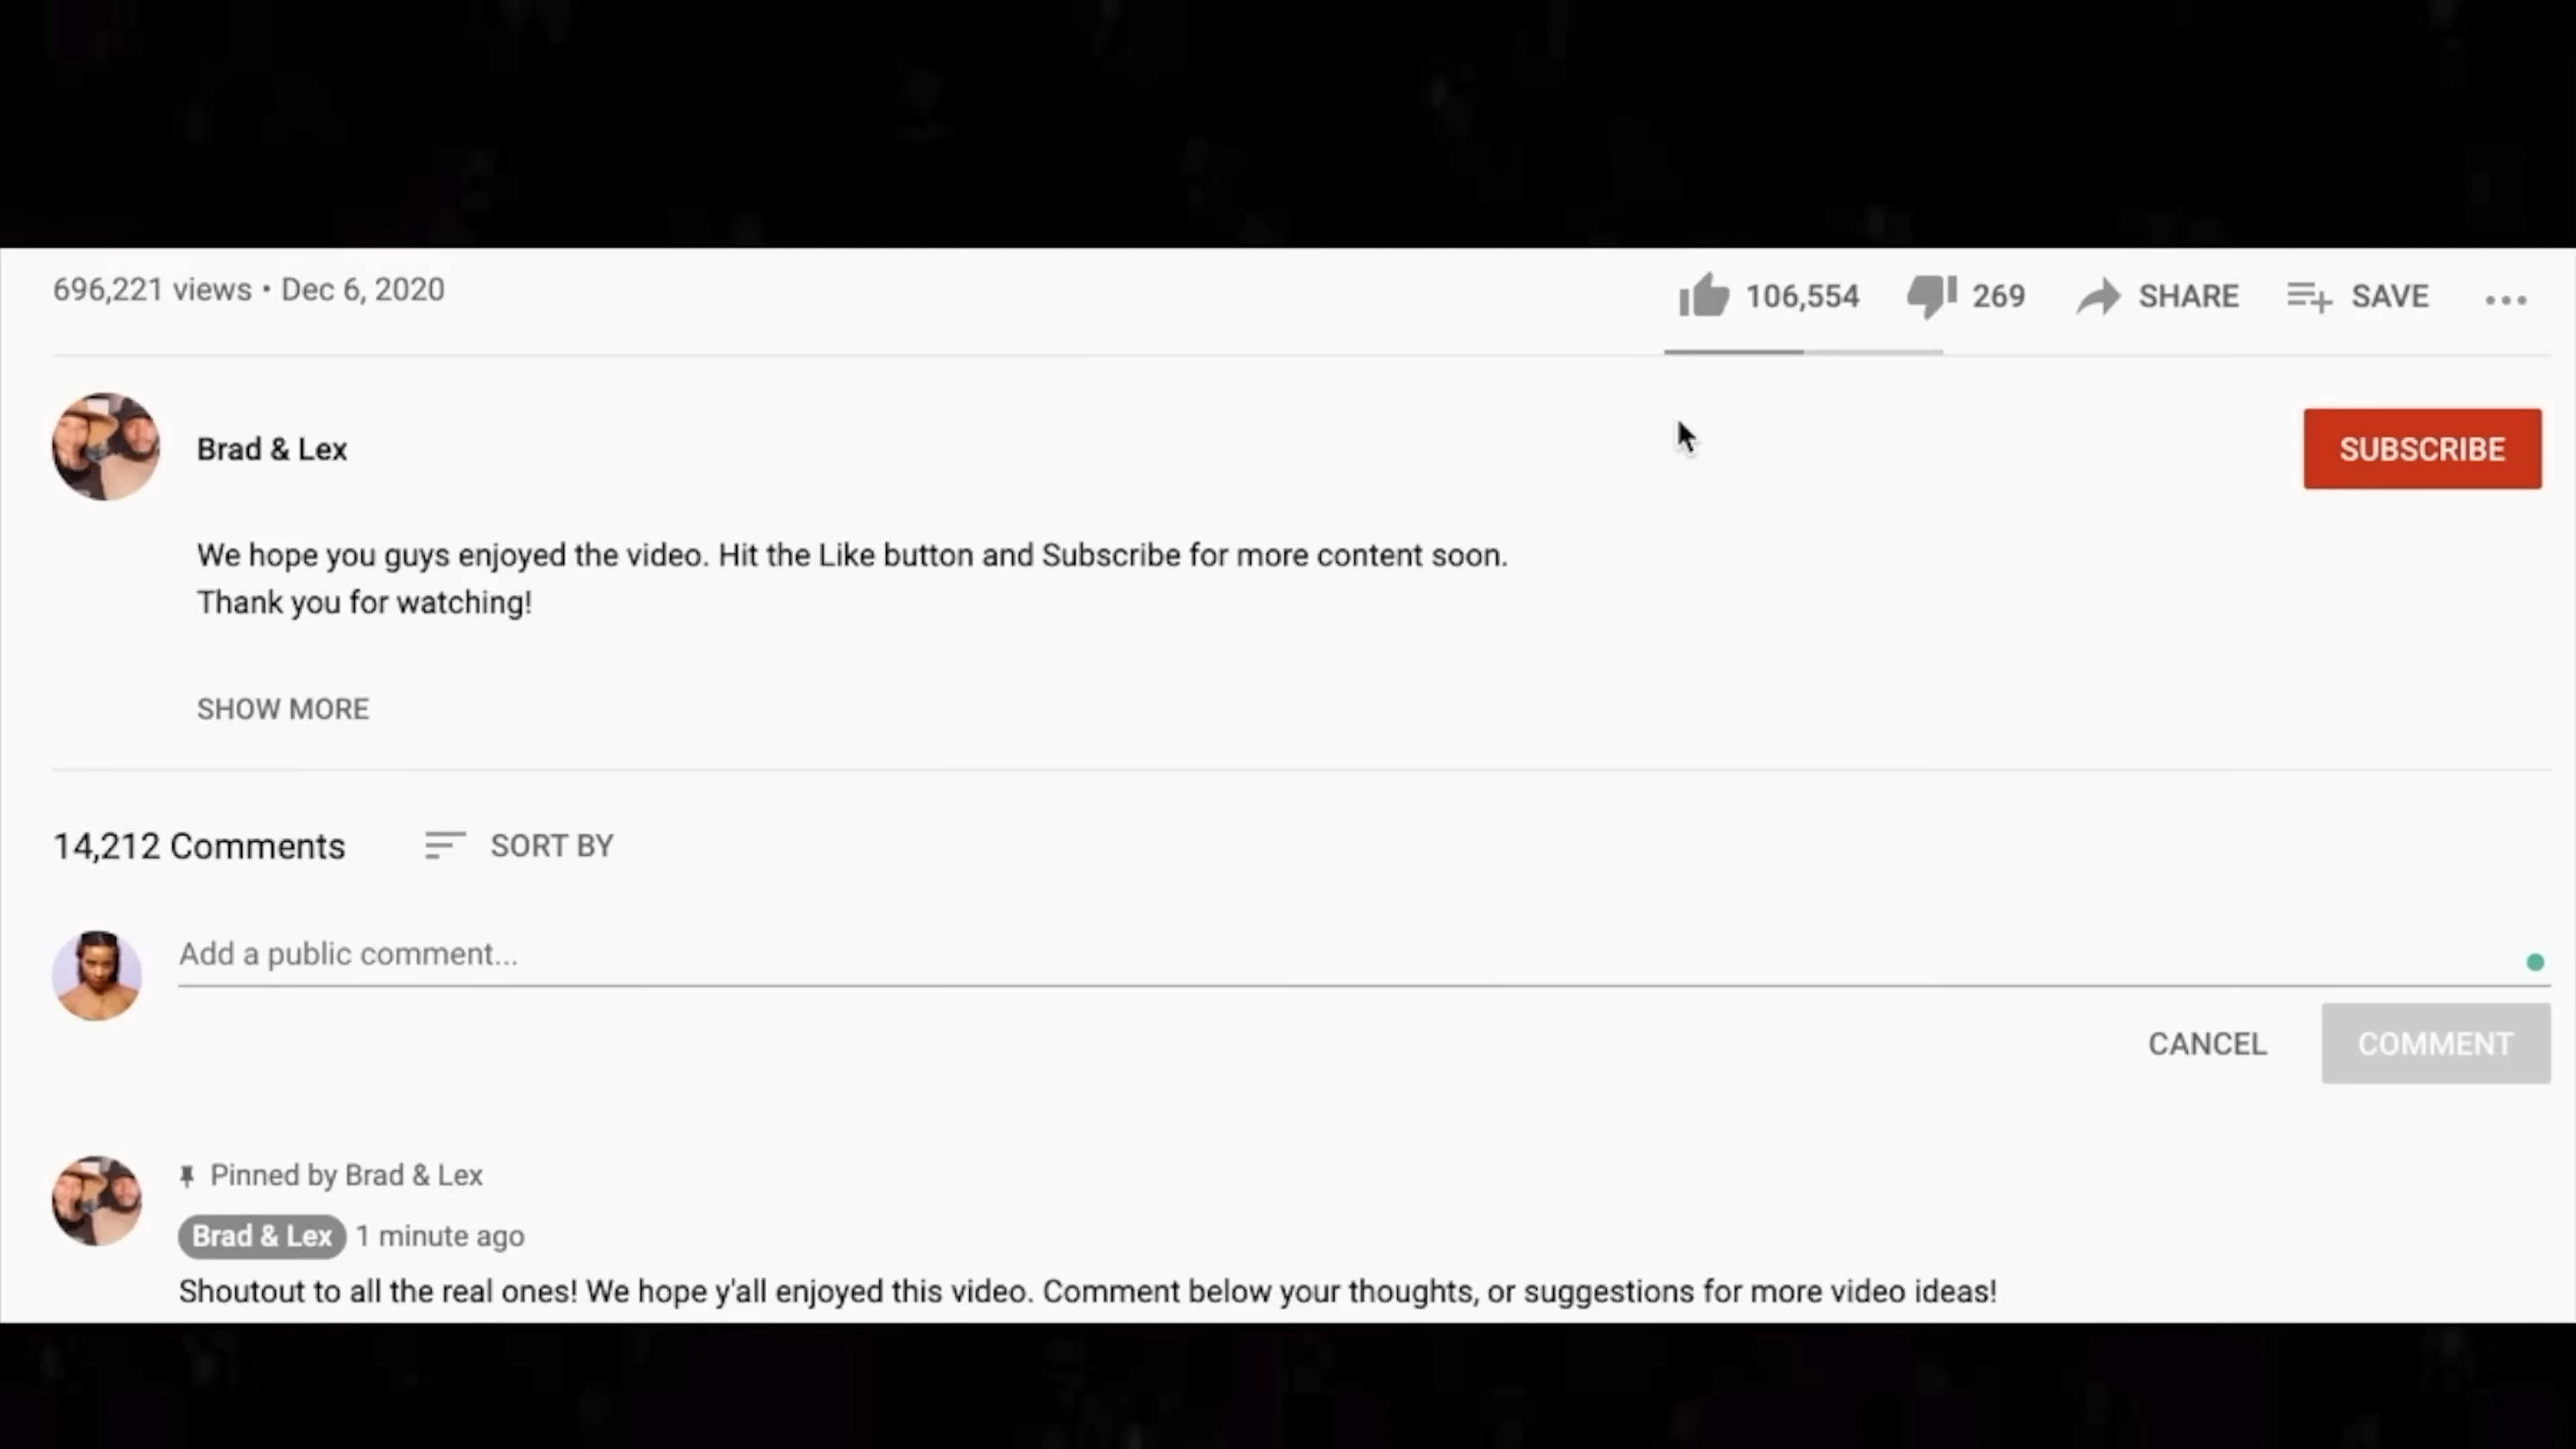 696,221 views • Dec 6, 2020
106,554 269 SHARE SAVE
Brad & Lex
SUBSCRIBE
We hope you guys enjoyed the video. Hit the Like button and Subscribe for more content soon.
Thank you for watching!
SHOW MORE
14,212 Comments SORT BY
Add a public comment...
CANCEL COMMENT
Pinned by Brad & Lex
Brad & Lex 1 minute ago
Shoutout to all the real ones! We hope y'all enjoyed this video. Comment below your thoughts, or suggestions for more video ideas!